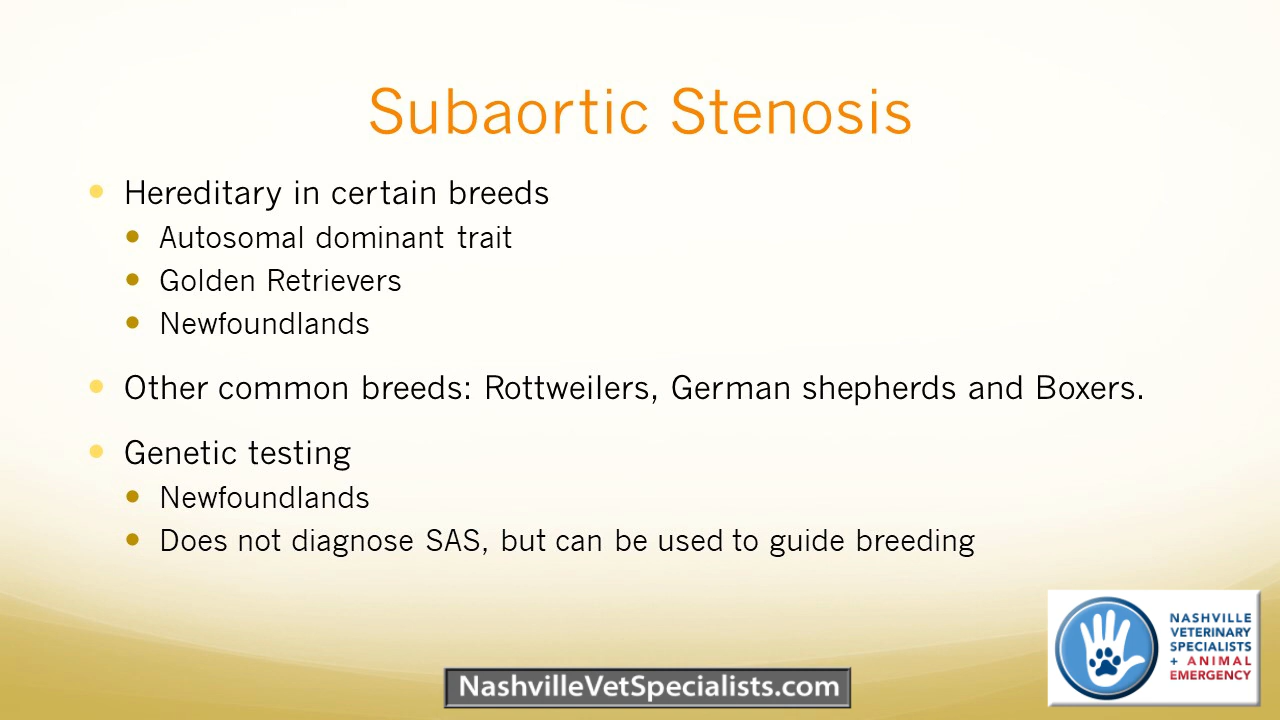 Subaortic Stenosis
Hereditary in certain breeds
Autosomal dominant trait
Golden Retrievers
Newfoundlands
Other common breeds: Rottweilers, German shepherds and Boxers.
Genetic testing
Newfoundlands
Does not diagnose SAS, but can be used to guide breeding
NASHVILLE
VETERINARY
SPECIALISTS
+ ANIMAL
EMERGENCY
NashvilleVetSpecialists.com